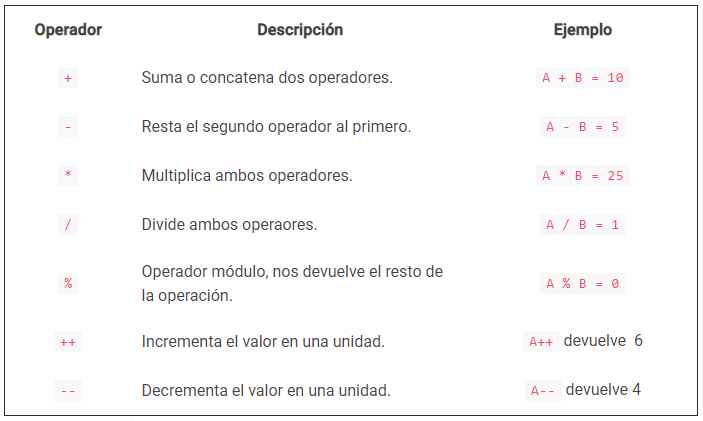 Operador Descripción Ejemplo
+ Suma o concatena dos operadores. A + B = 10
- Resta el segundo operador al primero. A - B = 5
* Multiplica ambos operadores. A * B = 25
/ Divide ambos operaores. A / B = 1
% Operador módulo, nos devuelve el resto de
la operación. A % B = 0
++ Incrementa el valor en una unidad. A++ devuelve 6
-- Decrementa el valor en una unidad. A-- devuelve 4